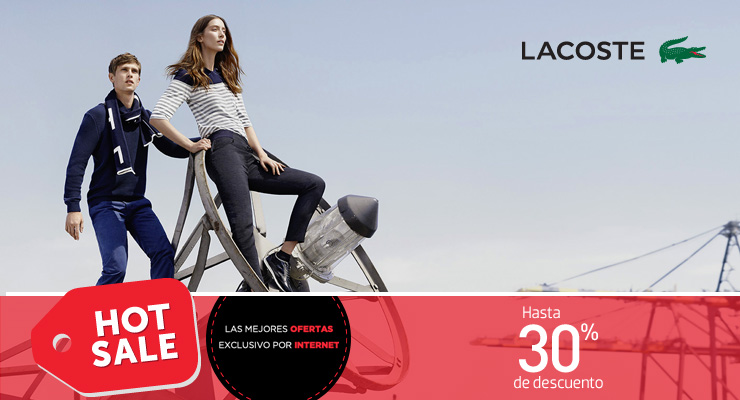 LACOSTE
HOT
SALE
LAS MEJORES OFERTAS
EXCLUSIVO POR INTERNET
Hasta
30%
de descuento